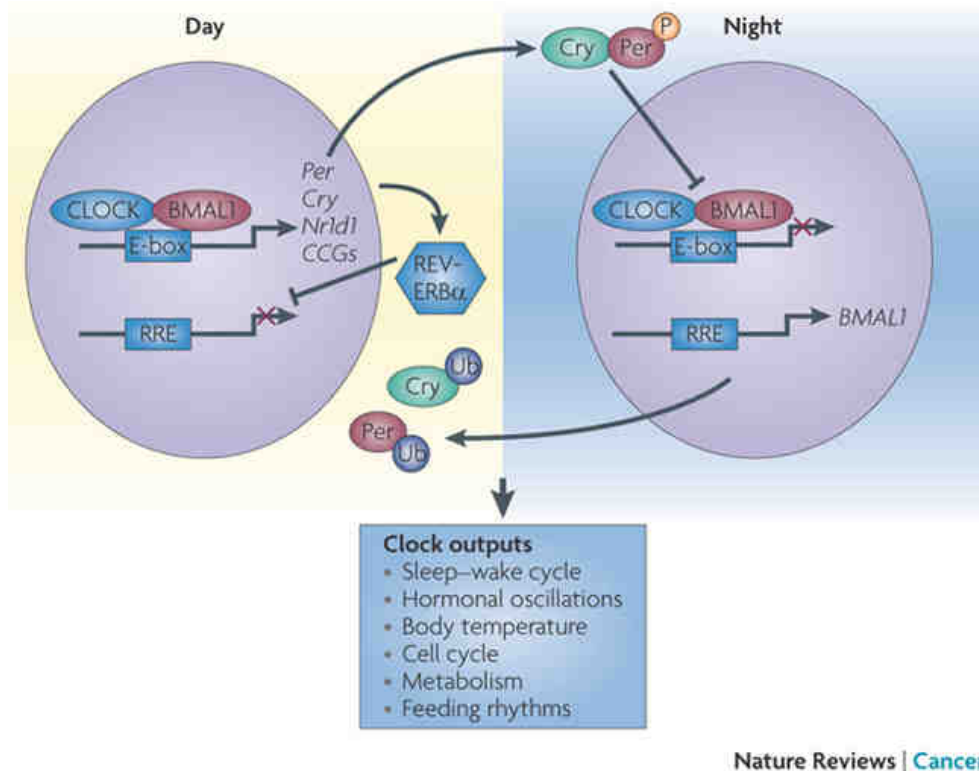 Day
Night
Cry Per P
Per
Cry
Nr1d1
CCGs
CLOCK BMAL1
E-box
REV-
ERBα
RRE
CLOCK BMAL1
E-box
RRE
BMAL1
Cry Ub
Per Ub
Clock outputs
• Sleep–wake cycle
• Hormonal oscillations
• Body temperature
• Cell cycle
• Metabolism
• Feeding rhythms
Nature Reviews | Cance